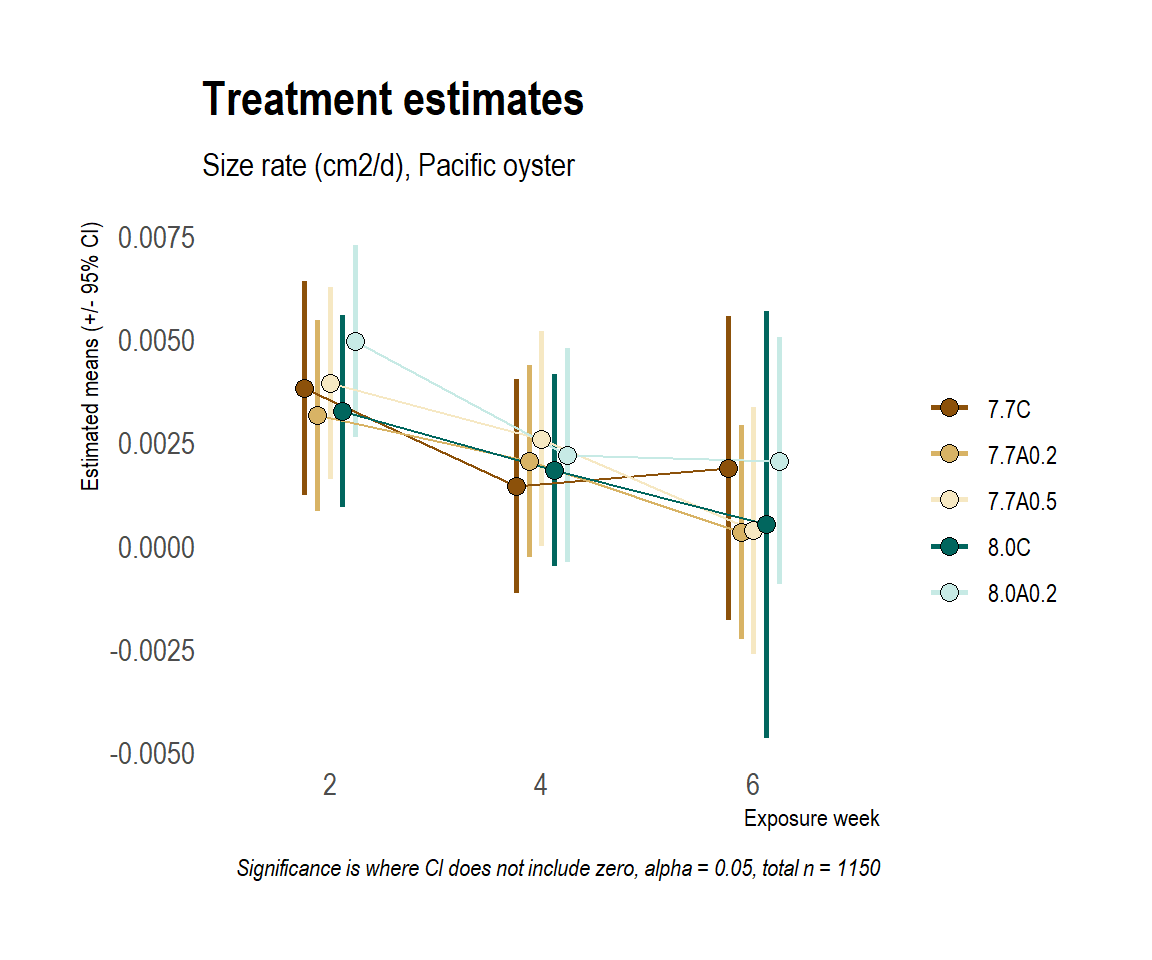 Treatment estimates
Size rate (cm2/d), Pacific oyster
Estimated means (+/- 95% CI)
0.0075
0.0050
0.0025
0.0000
-0.0025
-0.0050
2
4
6
Exposure week
7.7C
7.7A0.2
7.7A0.5
8.0C
8.0A0.2
Significance is where CI does not include zero, alpha = 0.05, total n = 1150